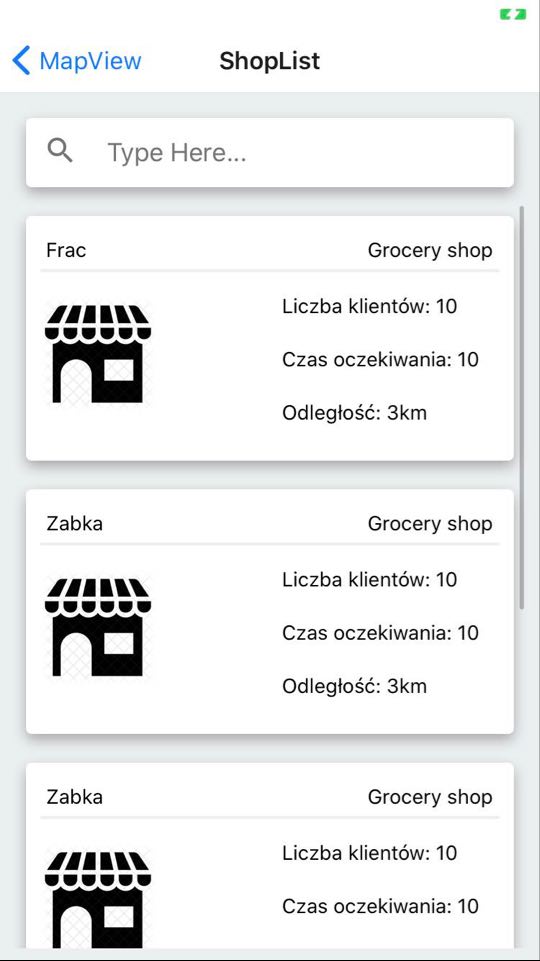 MapView ShopList
Type Here...
Frac Grocery shop
Liczba klientów: 10
Czas oczekiwania: 10
Odległość: 3km
Zabka Grocery shop
Liczba klientów: 10
Czas oczekiwania: 10
Odległość: 3km
Zabka Grocery shop
Liczba klientów: 10
Czas oczekiwania: 10